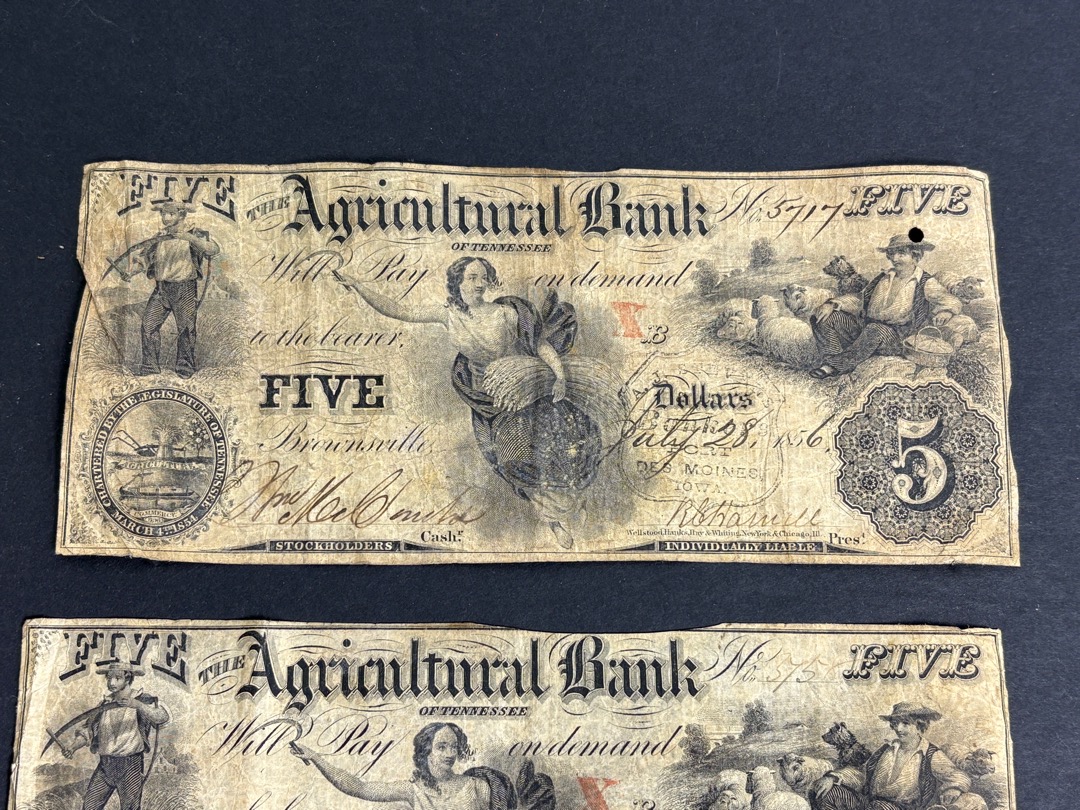 FIVE THE Agricultural Bank No. 5717 FIVE
OF TENNESSEE
Will Pay on demand
to the bearer, X B
FIVE Dollars
Brownsville, July 28, 1856
FORT
DES MOINES
IOWA.
5
CHARTERED BY THE LEGISLATURE OF TENNESSEE
MARCH 4, 1854
AGRICULTURAL
COMMERCE
Cash.r
Wellstood, Hanks, Hay & Whiting, New York & Chicago, Ill. Pres.t
STOCKHOLDERS INDIVIDUALLY LIABLE
FIVE THE Agricultural Bank No. FIVE
OF TENNESSEE
Will Pay on demand
X